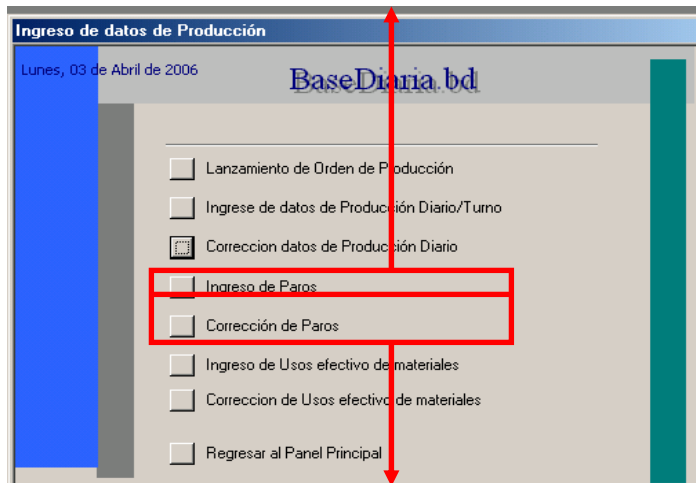 Ingreso de datos de Producción
Lunes, 03 de Abril de 2006
BaseDiaria.bd
Lanzamiento de Orden de Producción
Ingrese de datos de Producción Diario/Turno
Correccion datos de Producción Diario
Ingreso de Paros
Corrección de Paros
Ingreso de Usos efectivo de materiales
Correccion de Usos efectivo de materiales
Regresar al Panel Principal